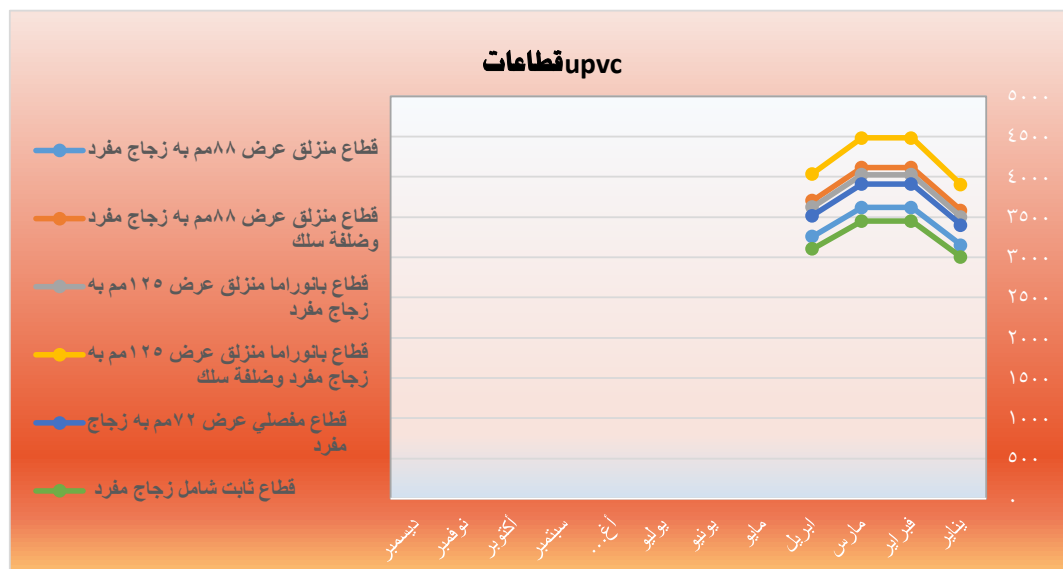 قطاعات upvc
٥٠٠٠
٤٥٠٠
٤٠٠٠
٣٥٠٠
٣٠٠٠
٢٥٠٠
٢٠٠٠
١٥٠٠
١٠٠٠
٥٠٠
٠
يناير
فبراير
مارس
ابريل
مايو
يونيو
يوليو
أغ...
سبتمبر
أكتوبر
نوفمبر
ديسمبر
قطاع منزلق عرض ٨٨مم به زجاج مفرد
قطاع منزلق عرض ٨٨مم به زجاج مفرد
وضلفة سلك
قطاع بانوراما منزلق عرض ١٢٥مم به
زجاج مفرد
قطاع بانوراما منزلق عرض ١٢٥مم به
زجاج مفرد وضلفة سلك
قطاع مفصلي عرض ٧٢مم به زجاج
مفرد
قطاع ثابت شامل زجاج مفرد